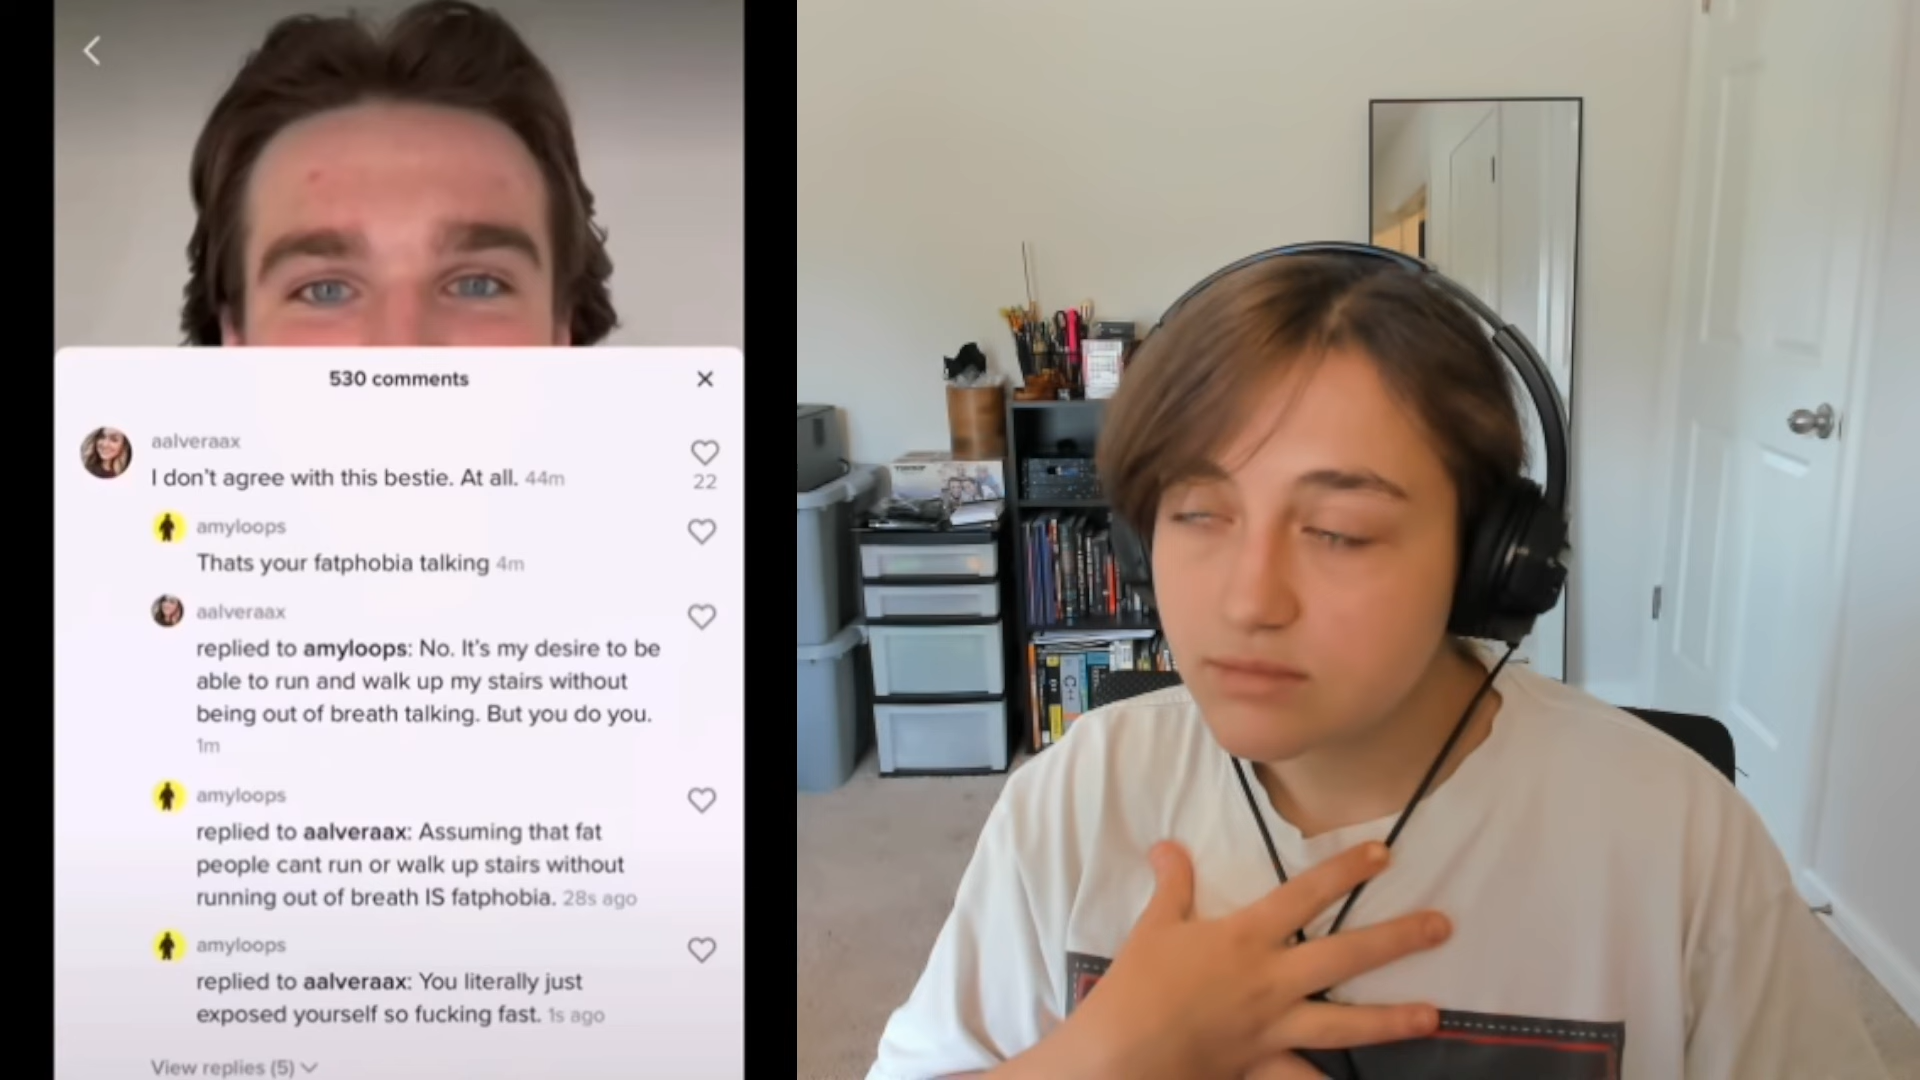 530 comments
aalveraax
I don't agree with this bestie. At all. 44m
22
amyloops
Thats your fatphobia talking 4m
aalveraax
replied to amyloops: No. It's my desire to be
able to run and walk up my stairs without
being out of breath talking. But you do you.
1m
amyloops
replied to aalveraax: Assuming that fat
people cant run or walk up stairs without
running out of breath IS fatphobia. 28s ago
amyloops
replied to aalveraax: You literally just
exposed yourself so fucking fast. 1s ago
View replies (5)
C++